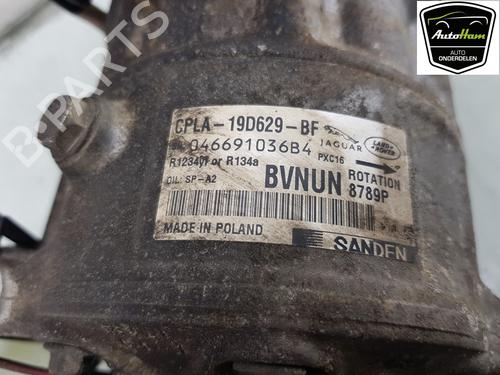 AutoHam
AUTO
ONDERDELEN
B-PARTS
CPLA-19D629-BF
JAGUAR
LAND ROVER
04669103684
PXC16
R1234yf or R134a
BVNUN
ROTATION
8789P
OIL: SP-A2
MADE IN POLAND
SANDEN